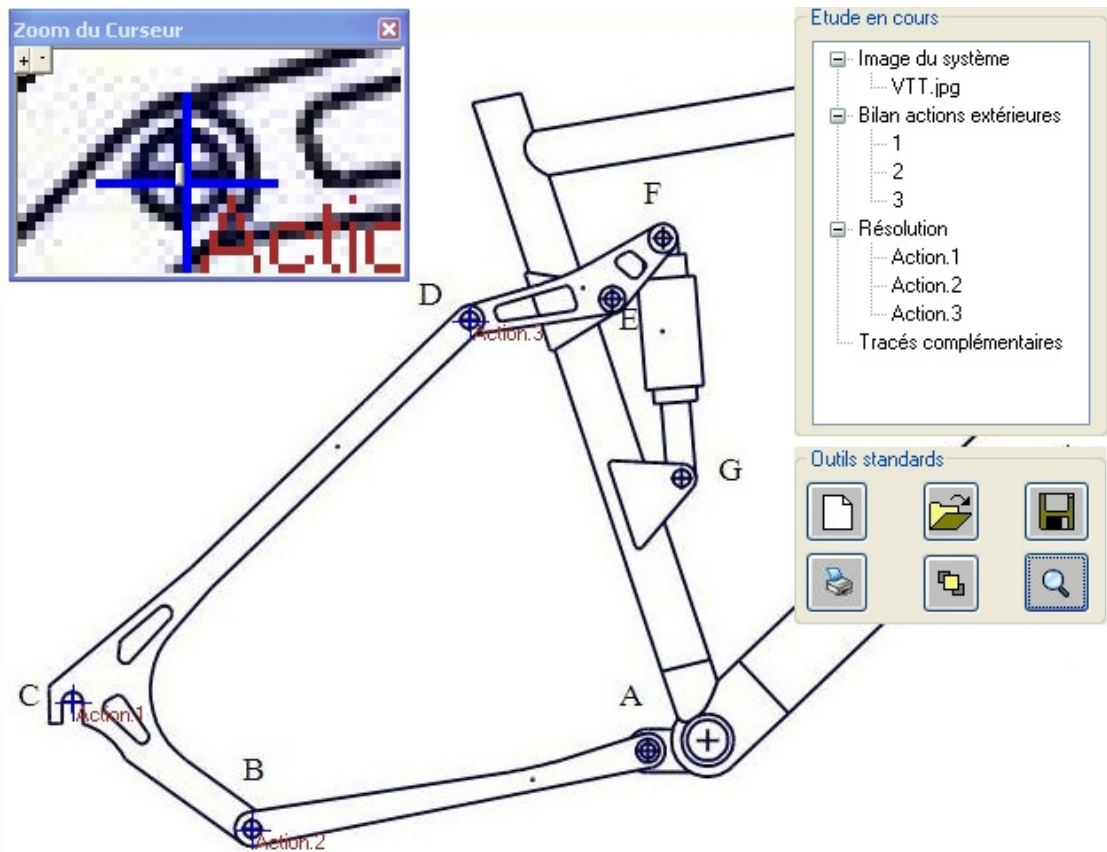 Zoom du Curseur
+ -
Actic
Etude en cours
Image du système
VTT.jpg
Bilan actions extérieures
1
2
3
Résolution
Action.1
Action.2
Action.3
Tracés complémentaires
Outils standards
F
D
E
Action.3
G
C
Action.1
A
B
Action.2